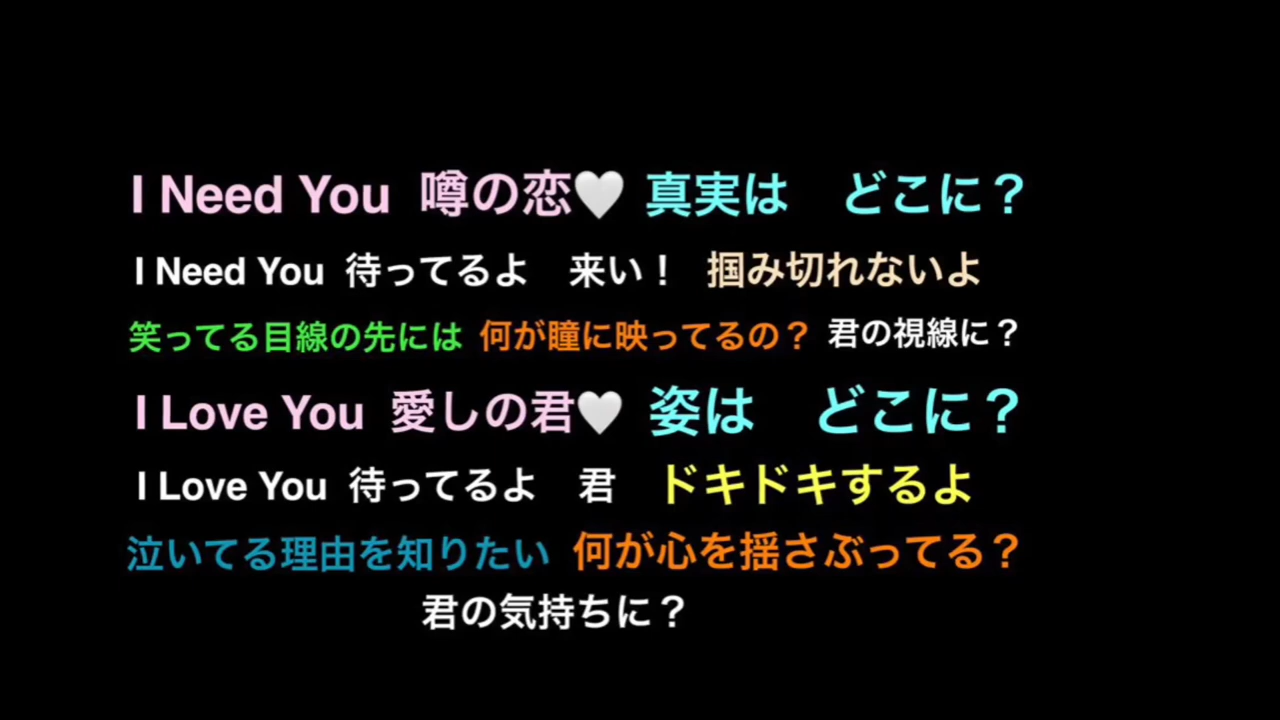 I Need You 噂の恋🤍 真実は　どこに？
I Need You 待ってるよ　来い！ 掴み切れないよ
笑ってる目線の先には 何が瞳に映ってるの？ 君の視線に？
I Love You 愛しの君🤍 姿は　どこに？
I Love You 待ってるよ　君　ドキドキするよ
泣いてる理由を知りたい 何が心を揺さぶってる？
君の気持ちに？